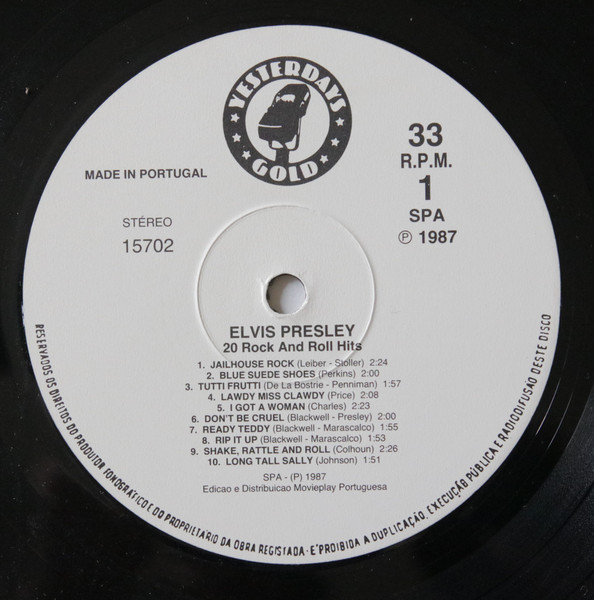 YESTERDAYS
GOLD
33
R.P.M.
1
SPA
℗ 1987
MADE IN PORTUGAL
STÉREO
15702
ELVIS PRESLEY
20 Rock And Roll Hits
1. JAILHOUSE ROCK (Leiber - Stoller) 2:24
2. BLUE SUEDE SHOES (Perkins) 2:00
3. TUTTI FRUTTI (De La Bostrie - Penniman) 1:57
4. LAWDY MISS CLAWDY (Price) 2:08
5. I GOT A WOMAN (Charles) 2:23
6. DON'T BE CRUEL (Blackwell - Presley) 2:00
7. READY TEDDY (Blackwell - Marascalco) 1:55
8. RIP IT UP (Blackwell - Marascalco) 1:53
9. SHAKE, RATTLE AND ROLL (Colhoun) 2:26
10. LONG TALL SALLY (Johnson) 1:51
SPA - (P) 1987
Edicao e Distribuicao Movieplay Portuguesa
RESERVADOS OS DIREITOS DO PRODUTOR FONOGRÁFICO E DO PROPRIETARIO DA OBRA REGISTADA - E'PROIBIDA A DUPLICAÇÃO, EXECUÇÃO PÚBLICA E RADIODIFUSÃO DESTE DISCO